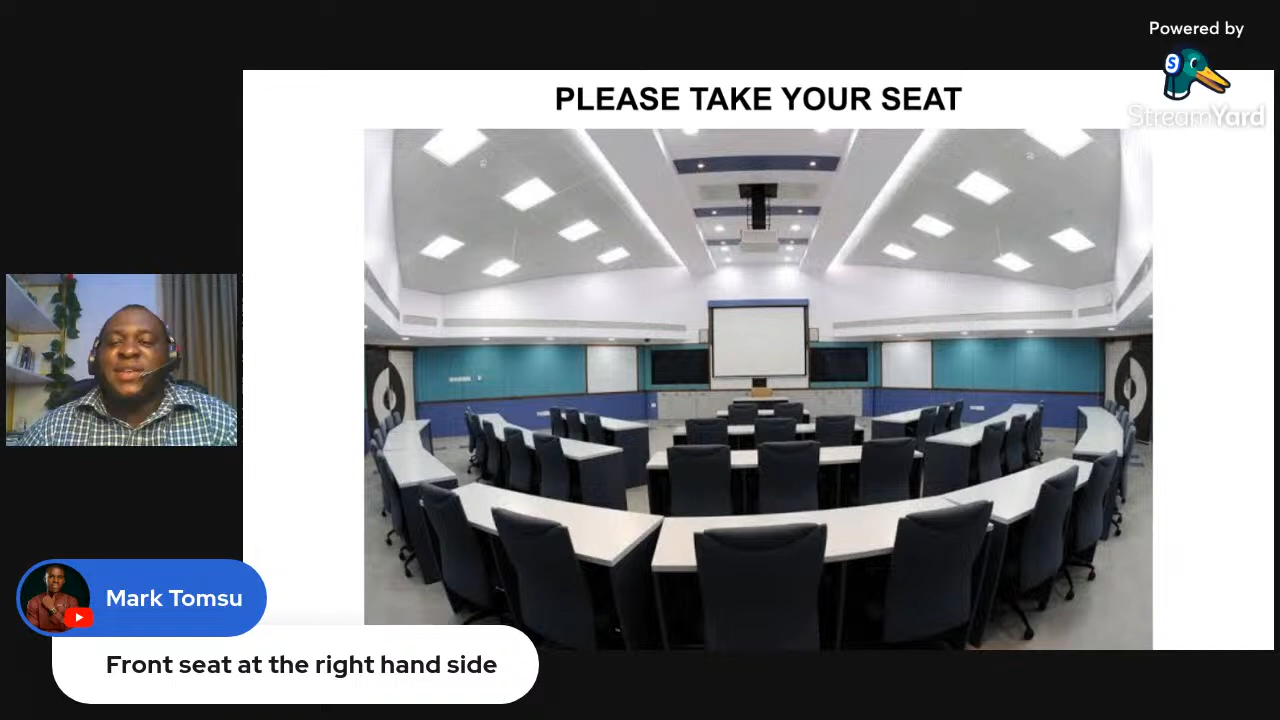 Powered by
StreamYard
PLEASE TAKE YOUR SEAT
Mark Tomsu
Front seat at the right hand side